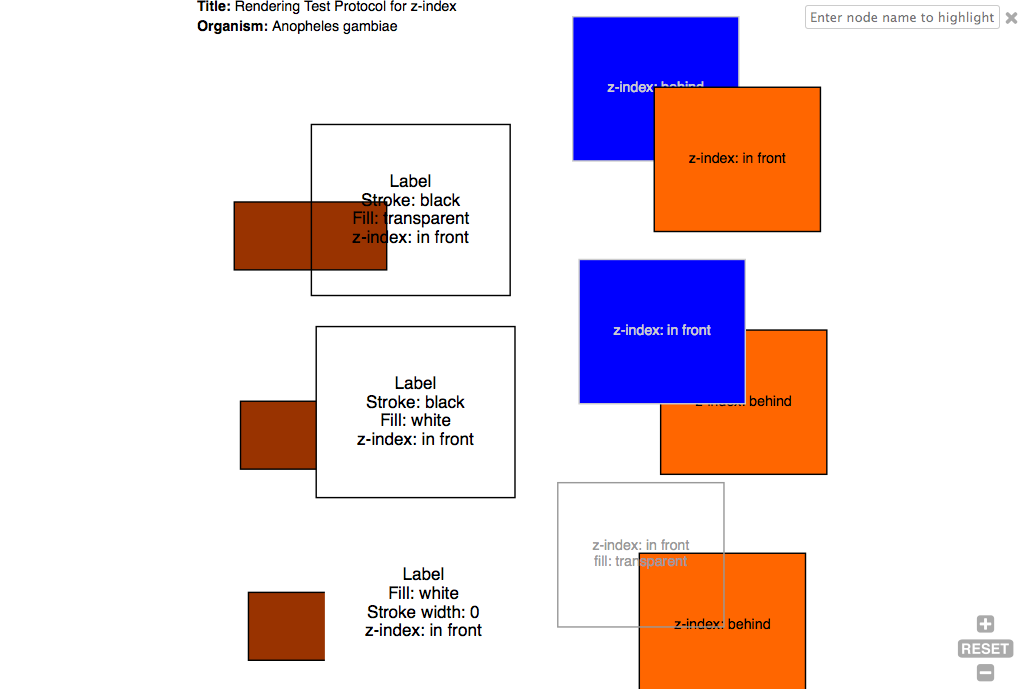 Title: Rendering Test Protocol for z-index
Organism: Anopheles gambiae
Enter node name to highlight
z-index: behind
z-index: in front
Label
Stroke: black
Fill: transparent
z-index: in front
z-index: in front
z-index: behind
Label
Stroke: black
Fill: white
z-index: in front
z-index: in front
fill: transparent
z-index: behind
Label
Fill: white
Stroke width: 0
z-index: in front
RESET